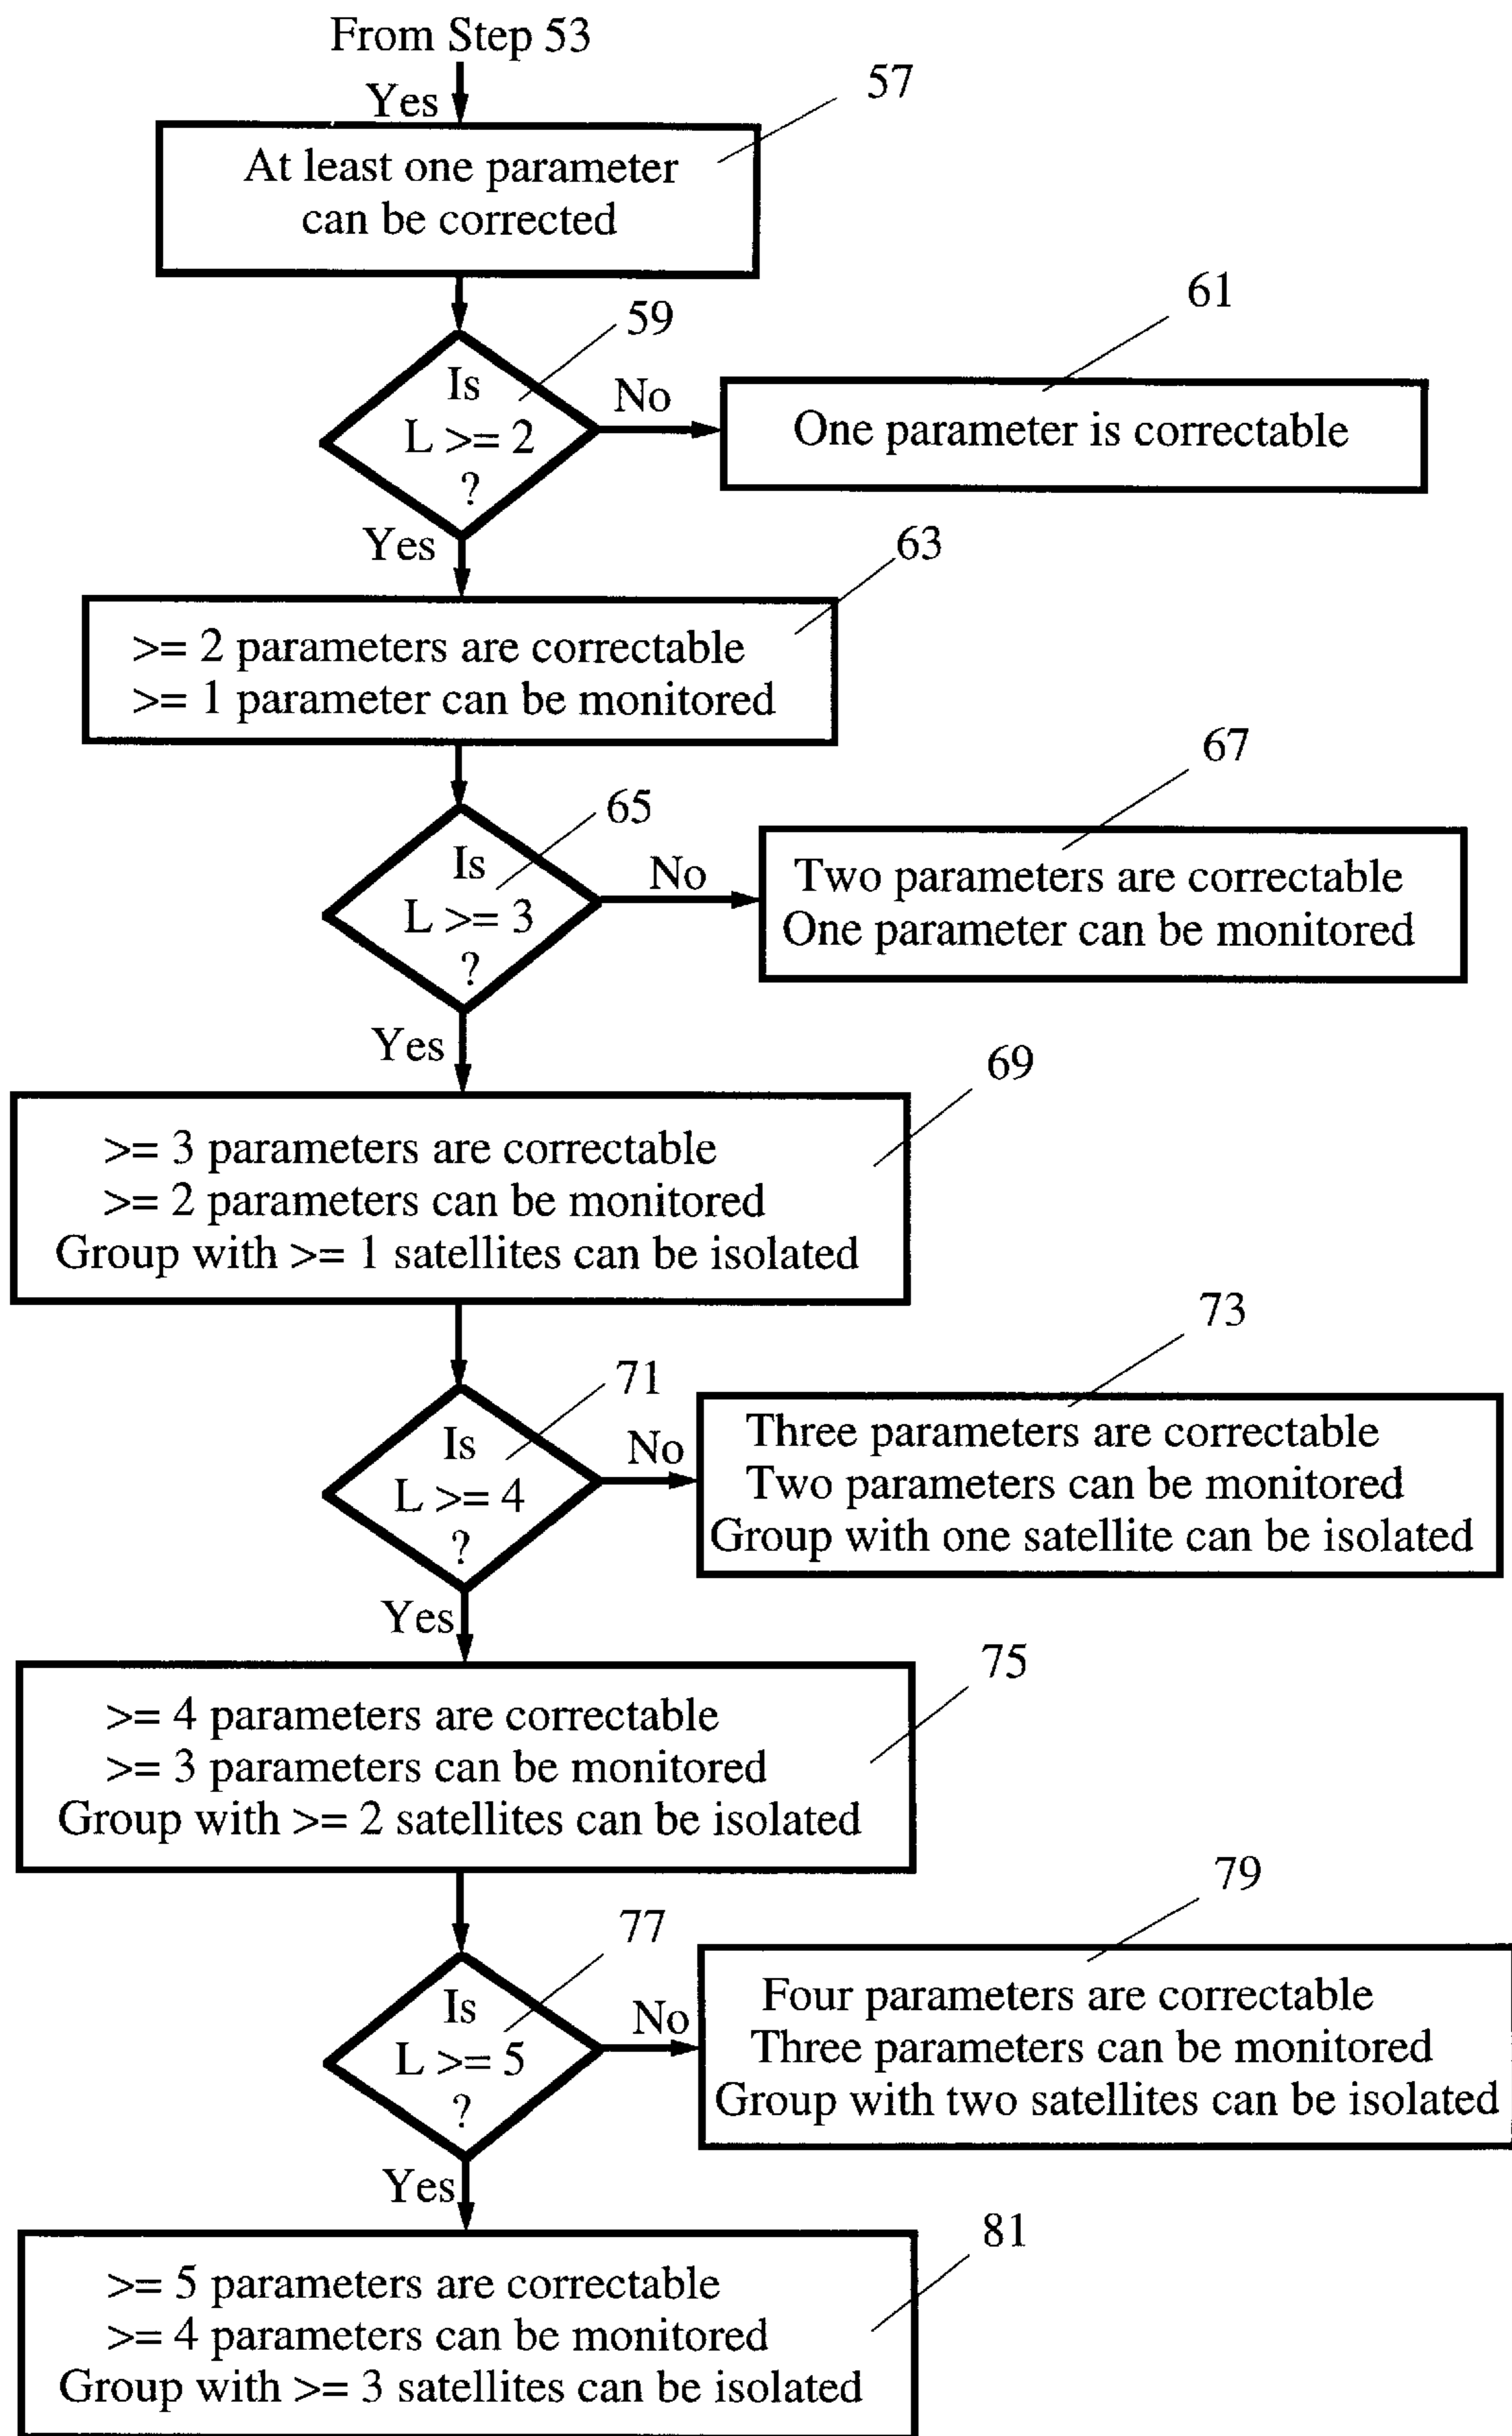 From Step 53
Yes
57
At least one parameter
can be corrected
59
61
Is
L >= 2
?
No
One parameter is correctable
Yes
63
>= 2 parameters are correctable
>= 1 parameter can be monitored
65
67
Is
L >= 3
?
No
Two parameters are correctable
One parameter can be monitored
Yes
69
>= 3 parameters are correctable
>= 2 parameters can be monitored
Group with >= 1 satellites can be isolated
71
73
Is
L >= 4
?
No
Three parameters are correctable
Two parameters can be monitored
Group with one satellite can be isolated
Yes
75
>= 4 parameters are correctable
>= 3 parameters can be monitored
Group with >= 2 satellites can be isolated
77
79
Is
L >= 5
?
No
Four parameters are correctable
Three parameters can be monitored
Group with two satellites can be isolated
Yes
81
>= 5 parameters are correctable
>= 4 parameters can be monitored
Group with >= 3 satellites can be isolated